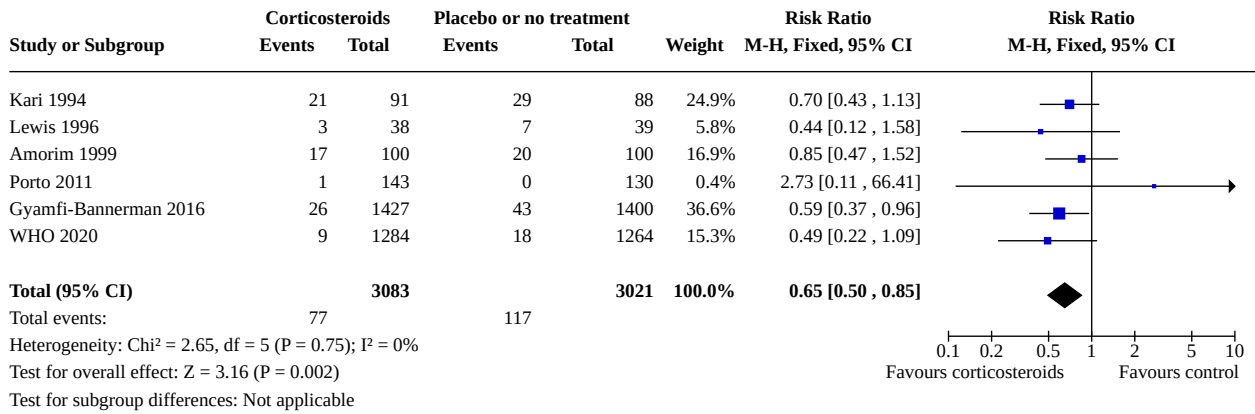 Corticosteroids Placebo or no treatment Risk Ratio Risk Ratio
Study or Subgroup Events Total Events Total Weight M-H, Fixed, 95% CI M-H, Fixed, 95% CI
Kari 1994 21 91 29 88 24.9% 0.70 [0.43 , 1.13]
Lewis 1996 3 38 7 39 5.8% 0.44 [0.12 , 1.58]
Amorim 1999 17 100 20 100 16.9% 0.85 [0.47 , 1.52]
Porto 2011 1 143 0 130 0.4% 2.73 [0.11 , 66.41]
Gyamfi-Bannerman 2016 26 1427 43 1400 36.6% 0.59 [0.37 , 0.96]
WHO 2020 9 1284 18 1264 15.3% 0.49 [0.22 , 1.09]
Total (95% CI) 3083 3021 100.0% 0.65 [0.50 , 0.85]
Total events: 77 117
Heterogeneity: Chi² = 2.65, df = 5 (P = 0.75); I² = 0%
0.1 0.2 0.5 1 2 5 10
Test for overall effect: Z = 3.16 (P = 0.002) Favours corticosteroids Favours control
Test for subgroup differences: Not applicable